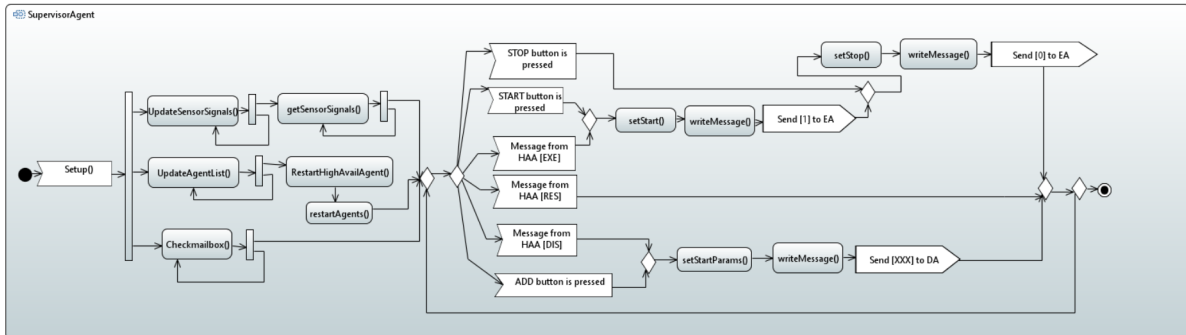 SupervisorAgent
Setup()
UpdateSensorSignals()
getSensorSignals()
UpdateAgentList()
RestartHighAvailAgent()
restartAgents()
Checkmailbox()
STOP button is
pressed
START button is
pressed
Message from
HAA [EXE]
Message from
HAA [RES]
Message from
HAA [DIS]
ADD button is pressed
setStart()
writeMessage()
Send [1] to EA
setStop()
writeMessage()
Send [0] to EA
setStartParams()
writeMessage()
Send [XXX] to DA